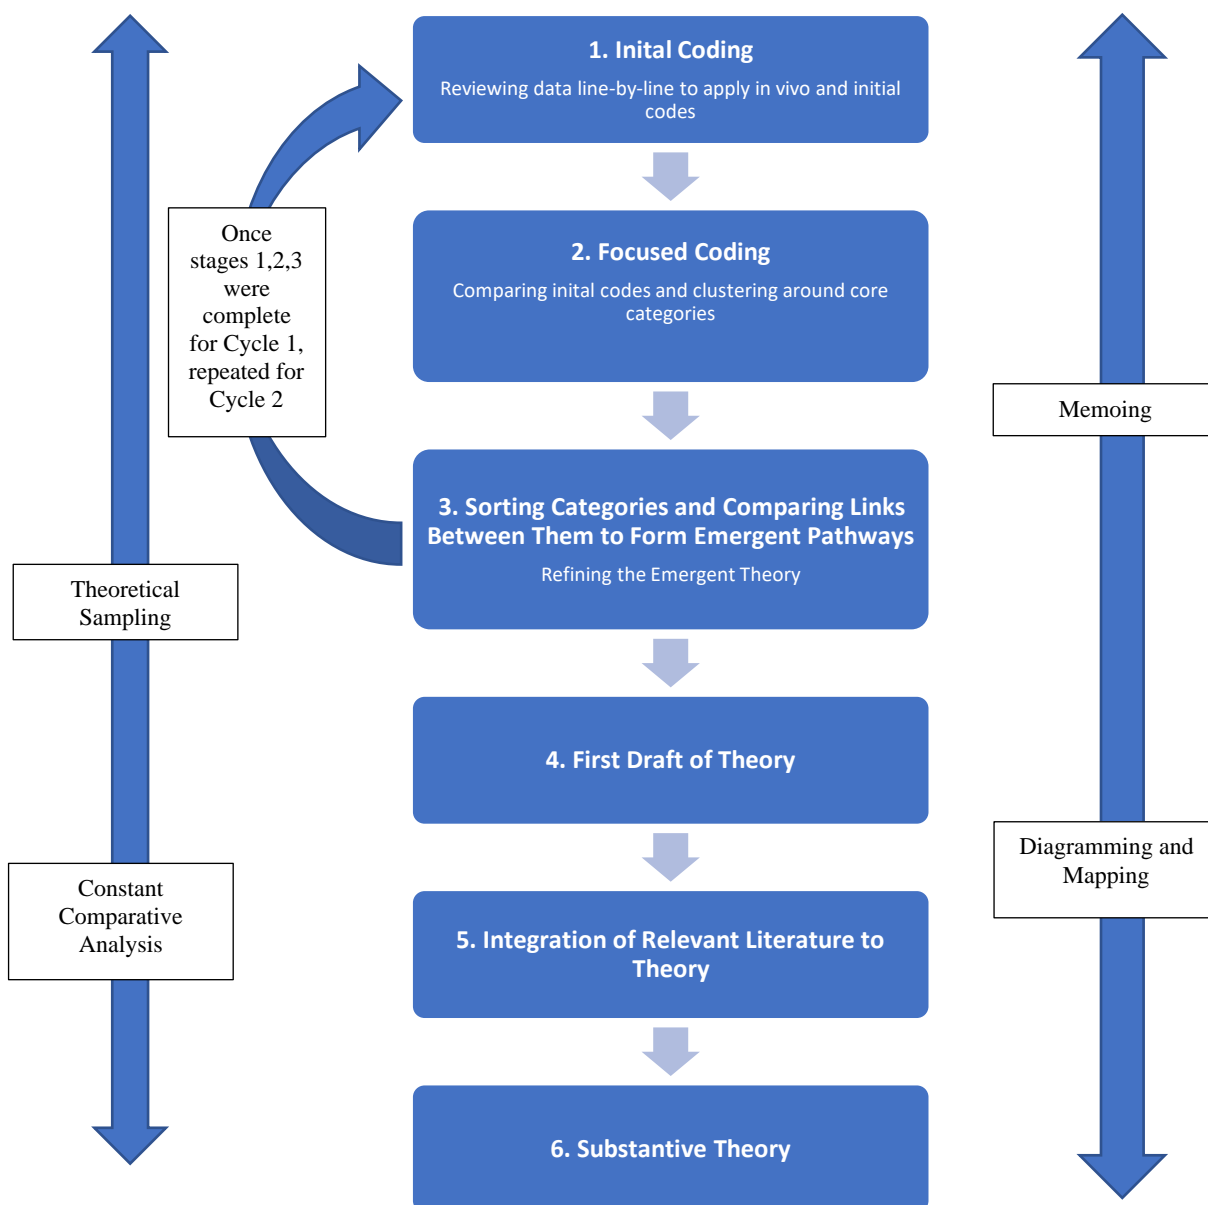 1. Inital Coding
Reviewing data line-by-line to apply in vivo and initial
codes
Once
stages 1,2,3
were
complete
for Cycle 1,
repeated for
Cycle 2
2. Focused Coding
Comparing inital codes and clustering around core
categories
Memoing
3. Sorting Categories and Comparing Links
Between Them to Form Emergent Pathways
Refining the Emergent Theory
Theoretical
Sampling
4. First Draft of Theory
Diagramming and
Mapping
Constant
Comparative
Analysis
5. Integration of Relevant Literature to
Theory
6. Substantive Theory